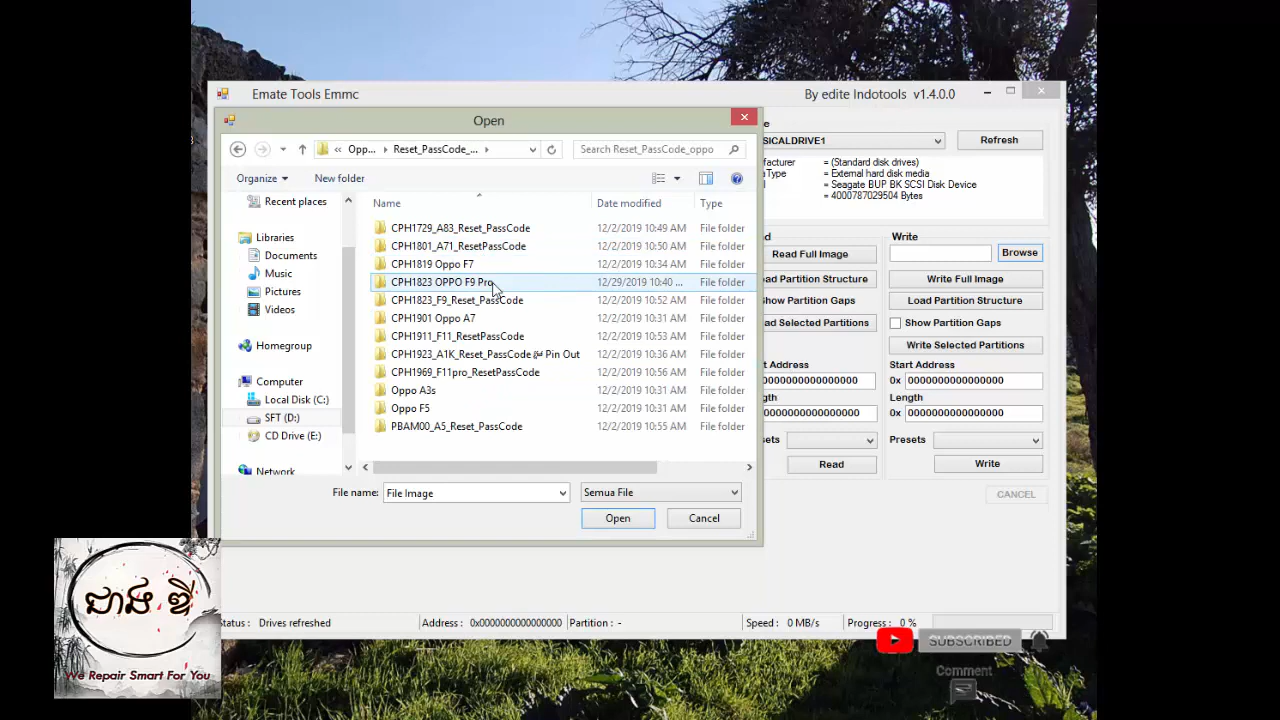 Emate Tools Emmc
By edite Indotools v1.4.0.0
Open
Opp...
Reset_PassCode_...
Search Reset_PassCode_oppo
Organize
New folder
Recent places
Libraries
Documents
Music
Pictures
Videos
Homegroup
Computer
Local Disk (C:)
SFT (D:)
CD Drive (E:)
Network
Name Date modified Type
CPH1729_A83_Reset_PassCode 12/2/2019 10:49 AM File folder
CPH1801_A71_ResetPassCode 12/2/2019 10:50 AM File folder
CPH1819 Oppo F7 12/2/2019 10:34 AM File folder
CPH1823 OPPO F9 Pro 12/29/2019 10:40 ... File folder
CPH1823_F9_Reset_PassCode 12/2/2019 10:52 AM File folder
CPH1901 Oppo A7 12/2/2019 10:31 AM File folder
CPH1911_F11_ResetPassCode 12/2/2019 10:53 AM File folder
CPH1923_A1K_Reset_PassCode Pin Out 12/2/2019 10:36 AM File folder
CPH1969_F11pro_ResetPassCode 12/2/2019 10:56 AM File folder
Oppo A3s 12/2/2019 10:31 AM File folder
Oppo F5 12/2/2019 10:31 AM File folder
PBAM00_A5_Reset_PassCode 12/2/2019 10:55 AM File folder
File name: File Image Semua File
Open Cancel
SICALDRIVE1 Refresh
facturer = (Standard disk drives)
aType = External hard disk media
= Seagate BUP BK SCSI Disk Device
= 4000787029504 Bytes
Read Full Image
oad Partition Structure
Show Partition Gaps
ad Selected Partitions
Address
000000000000000
ngth
000000000000000
sets
Read
Write
Browse
Write Full Image
Load Partition Structure
Show Partition Gaps
Write Selected Partitions
Start Address
0x 0000000000000000
Length
0x 0000000000000000
Presets
Write
CANCEL
Status : Drives refreshed Address : 0x0000000000000000 Partition : - Speed : 0 MB/s Progress : 0 %
ជាង ឌី
We Repair Smart For You
SUBSCRIBED
Comment